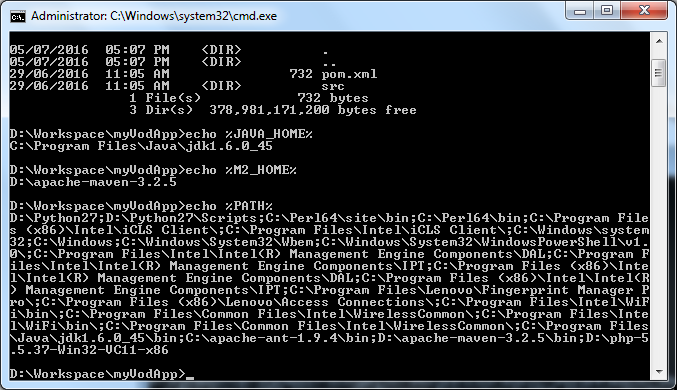 Administrator: C:\Windows\system32\cmd.exe
05/07/2016  05:07 PM    <DIR>          .
05/07/2016  05:07 PM    <DIR>          ..
29/06/2016  11:05 AM               732 pom.xml
29/06/2016  11:05 AM    <DIR>          src
               1 File(s)            732 bytes
               3 Dir(s)  378,981,171,200 bytes free
D:\Workspace\myVodApp>echo %JAVA_HOME%
C:\Program Files\Java\jdk1.6.0_45
D:\Workspace\myVodApp>echo %M2_HOME%
D:\apache-maven-3.2.5
D:\Workspace\myVodApp>echo %PATH%
D:\Python27;D:\Python27\Scripts;C:\Perl64\site\bin;C:\Perl64\bin;C:\Program File
s (x86)\Intel\iCLS Client\;C:\Program Files\Intel\iCLS Client\;C:\Windows\system
32;C:\Windows;C:\Windows\System32\Wbem;C:\Windows\System32\WindowsPowerShell\v1.
0\;C:\Program Files\Intel\Intel(R) Management Engine Components\DAL;C:\Program F
iles\Intel\Intel(R) Management Engine Components\IPT;C:\Program Files (x86)\Inte
l\Intel(R) Management Engine Components\DAL;C:\Program Files (x86)\Intel\Intel(R
) Management Engine Components\IPT;C:\Program Files\Lenovo\Fingerprint Manager P
ro\;C:\Program Files (x86)\Lenovo\Access Connections\;C:\Program Files\Intel\WiF
i\bin\;C:\Program Files\Common Files\Intel\WirelessCommon\;C:\Program Files\Inte
l\WiFi\bin\;C:\Program Files\Common Files\Intel\WirelessCommon\;C:\Program Files
\Java\jdk1.6.0_45\bin;C:\apache-ant-1.9.4\bin;D:\apache-maven-3.2.5\bin;D:\php-5
.5.37-Win32-VC11-x86
D:\Workspace\myVodApp>_